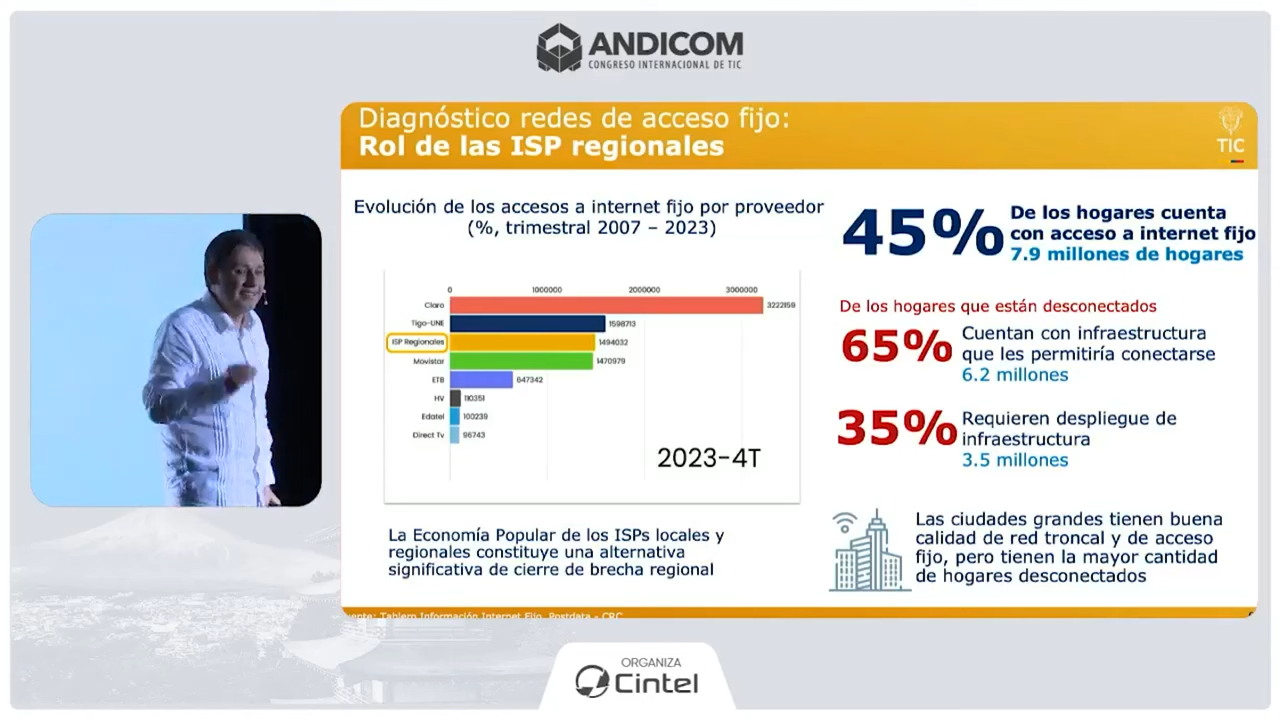 ANDICOM
CONGRESO INTERNACIONAL DE TIC
Diagnóstico redes de acceso fijo:
Rol de las ISP regionales
TIC
Evolución de los accesos a internet fijo por proveedor
(%, trimestral 2007 – 2023)
0 1000000 2000000 3000000
Claro 3222159
Tigo-UNE 1598713
ISP Regionales 1494032
Movistar 1470979
ETB 647342
HV 110351
Edatel 100239
Direct Tv 96743
2023-4T
La Economía Popular de los ISPs locales y
regionales constituye una alternativa
significativa de cierre de brecha regional
45%
De los hogares cuenta
con acceso a internet fijo
7.9 millones de hogares
De los hogares que están desconectados
65%
Cuentan con infraestructura
que les permitiría conectarse
6.2 millones
35%
Requieren despliegue de
infraestructura
3.5 millones
Las ciudades grandes tienen buena
calidad de red troncal y de acceso
fijo, pero tienen la mayor cantidad
de hogares desconectados
Tablero Información Internet Fijo, Postdata - CRC
ORGANIZA
Cintel